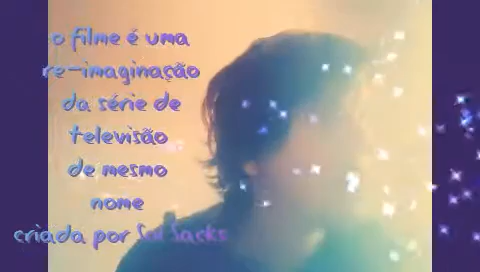 o filme é uma
re-imaginação
da série de
televisão
de mesmo
nome
criada por Sol Sacks